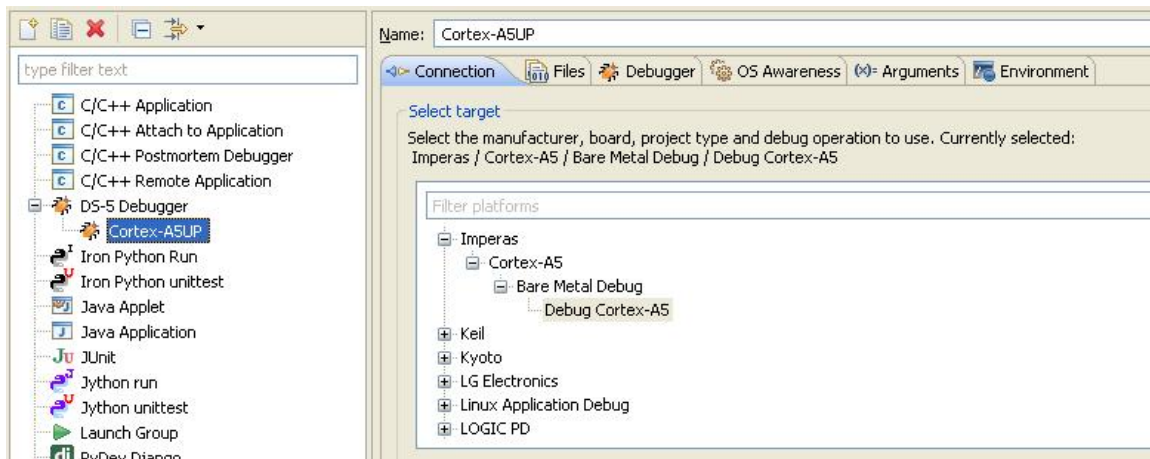 Name: Cortex-A5UP
type filter text
Connection Files Debugger OS Awareness (x)= Arguments Environment
C/C++ Application
C/C++ Attach to Application
C/C++ Postmortem Debugger
C/C++ Remote Application
DS-5 Debugger
Cortex-A5UP
Iron Python Run
Iron Python unittest
Java Applet
Java Application
JUnit
Jython run
Jython unittest
Launch Group
PyDev Django
Select target
Select the manufacturer, board, project type and debug operation to use. Currently selected:
Imperas / Cortex-A5 / Bare Metal Debug / Debug Cortex-A5
Filter platforms
Imperas
Cortex-A5
Bare Metal Debug
Debug Cortex-A5
Keil
Kyoto
LG Electronics
Linux Application Debug
LOGIC PD